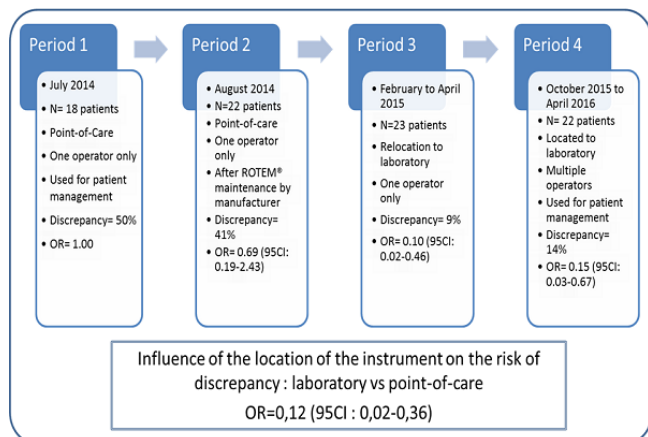 Period 1
• July 2014
• N= 18 patients
• Point-of-Care
• One operator only
• Used for patient
management
• Discrepancy= 50%
• OR= 1.00
Period 2
• August 2014
• N=22 patients
• Point-of-care
• One operator
only
• After ROTEM®
maintenance by
manufacturer
• Discrepancy=
41%
• OR= 0.69 (95CI:
0.19-2.43)
Period 3
• February to April
2015
• N=23 patients
• Relocation to
laboratory
• One operator
only
• Discrepancy= 9%
• OR= 0.10 (95CI:
0.02-0.46)
Period 4
• October 2015 to
April 2016
• N= 22 patients
• Located to
laboratory
• Multiple
operators
• Used for patient
management
• Discrepancy=
14%
• OR= 0.15 (95CI:
0.03-0.67)
Influence of the location of the instrument on the risk of
discrepancy : laboratory vs point-of-care
OR=0,12 (95CI : 0,02-0,36)